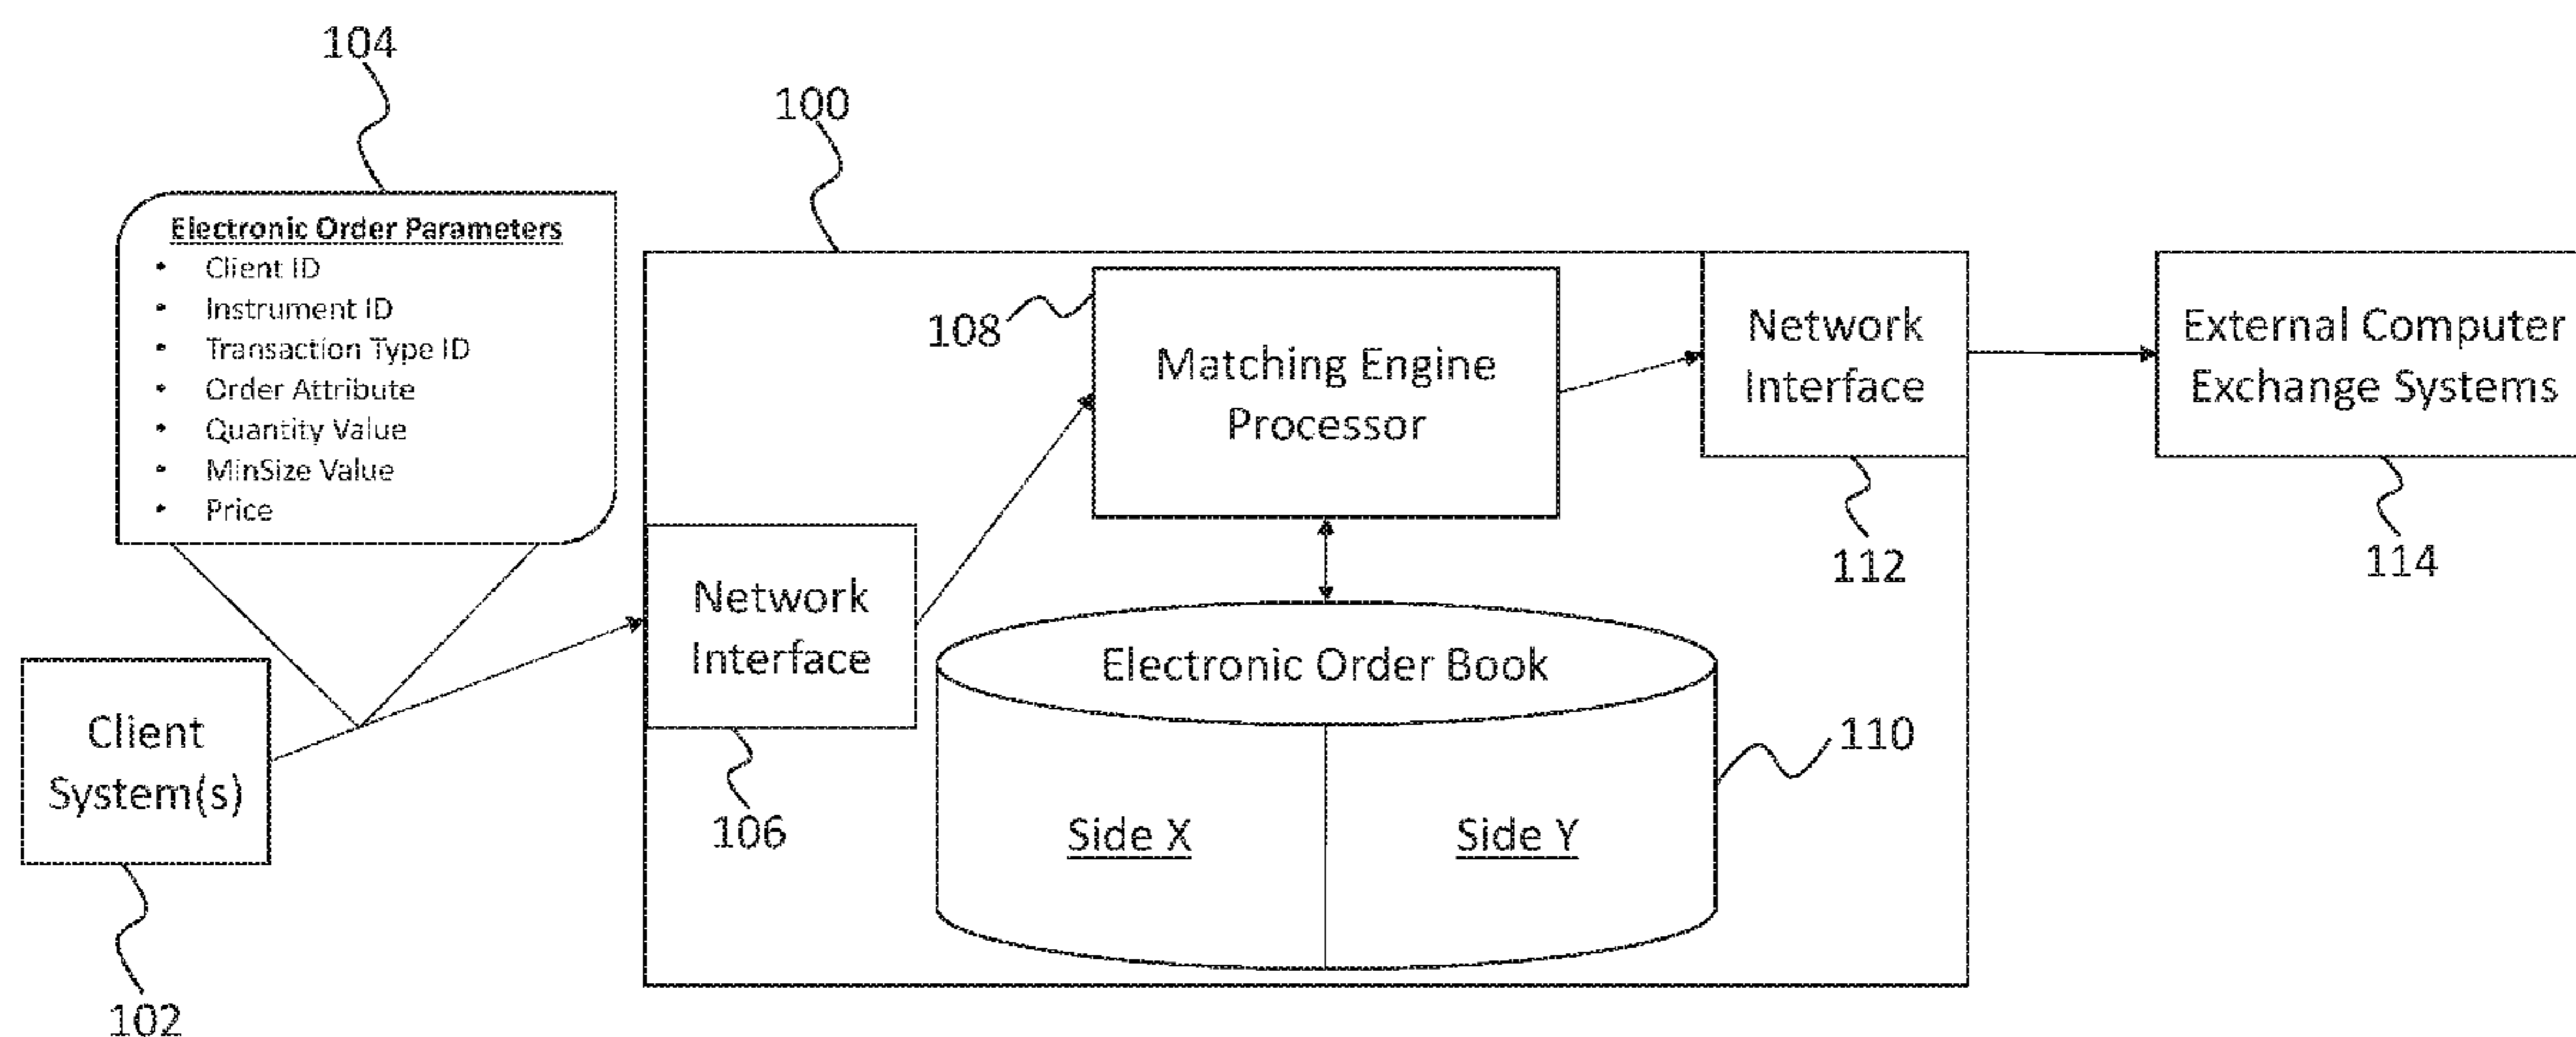 104
100
Electronic Order Parameters
• Client ID
• Instrument ID
• Transaction Type ID
• Order Attribute
• Quantity Value
• MinSize Value
• Price
108
Matching Engine
Processor
Network
Interface
External Computer
Exchange Systems
112
114
Network
Interface
106
Electronic Order Book
Side X
Side Y
110
Client
System(s)
102